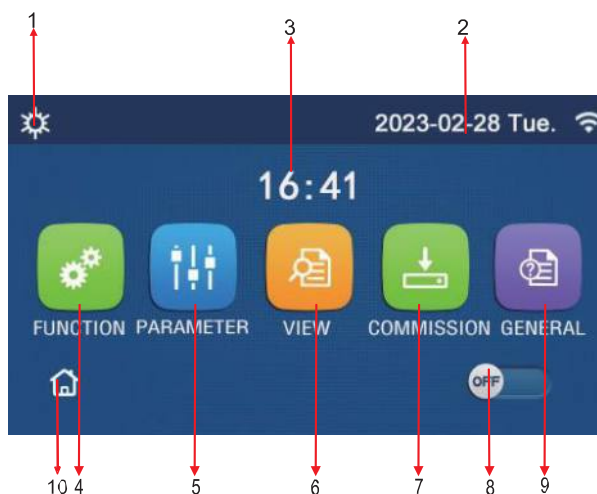 1 3 2
2023-02-28 Tue.
16:41
FUNCTION PARAMETER VIEW COMMISSION GENERAL
OFF
10 4 5 6 7 8 9